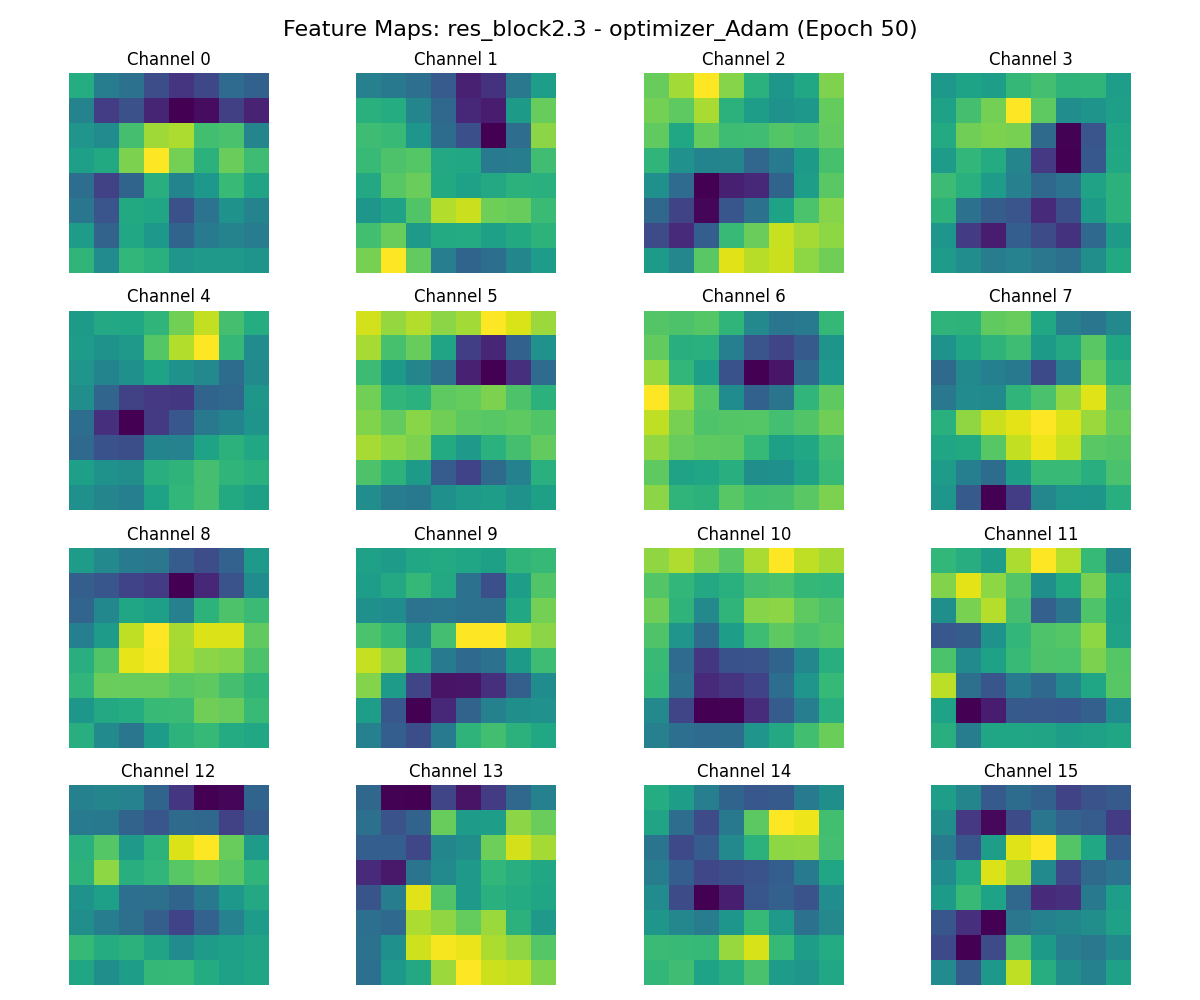 Feature Maps: res_block2.3 - optimizer_Adam (Epoch 50)
Channel 0
Channel 1
Channel 2
Channel 3
Channel 4
Channel 5
Channel 6
Channel 7
Channel 8
Channel 9
Channel 10
Channel 11
Channel 12
Channel 13
Channel 14
Channel 15